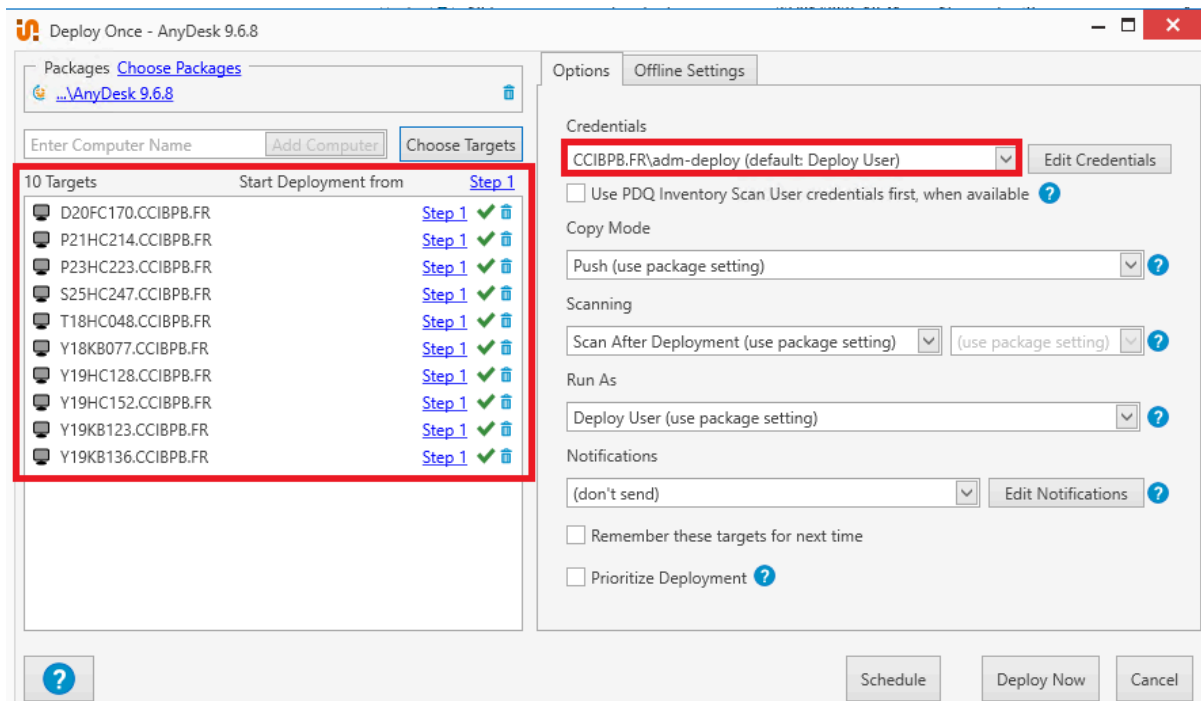 Deploy Once - AnyDesk 9.6.8
Packages Choose Packages
...\AnyDesk 9.6.8
Enter Computer Name Add Computer Choose Targets
10 Targets Start Deployment from Step 1
D20FC170.CCIBPB.FR Step 1
P21HC214.CCIBPB.FR Step 1
P23HC223.CCIBPB.FR Step 1
S25HC247.CCIBPB.FR Step 1
T18HC048.CCIBPB.FR Step 1
Y18KB077.CCIBPB.FR Step 1
Y19HC128.CCIBPB.FR Step 1
Y19HC152.CCIBPB.FR Step 1
Y19KB123.CCIBPB.FR Step 1
Y19KB136.CCIBPB.FR Step 1
Options Offline Settings
Credentials
CCIBPB.FR\adm-deploy (default: Deploy User) Edit Credentials
Use PDQ Inventory Scan User credentials first, when available ?
Copy Mode
Push (use package setting) ?
Scanning
Scan After Deployment (use package setting) (use package setting) ?
Run As
Deploy User (use package setting) ?
Notifications
(don't send) Edit Notifications ?
Remember these targets for next time
Prioritize Deployment ?
? Schedule Deploy Now Cancel